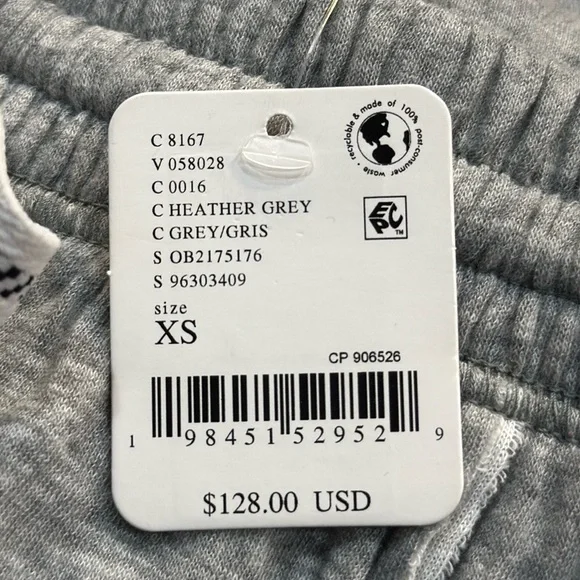 recyclable & made of 100% post-consumer waste
C 8167
V 058028
C 0016
C HEATHER GREY
C GREY/GRIS
S OB2175176
S 96303409
size
XS
EPC™
CP 906526
1 98451 52952 9
$128.00 USD